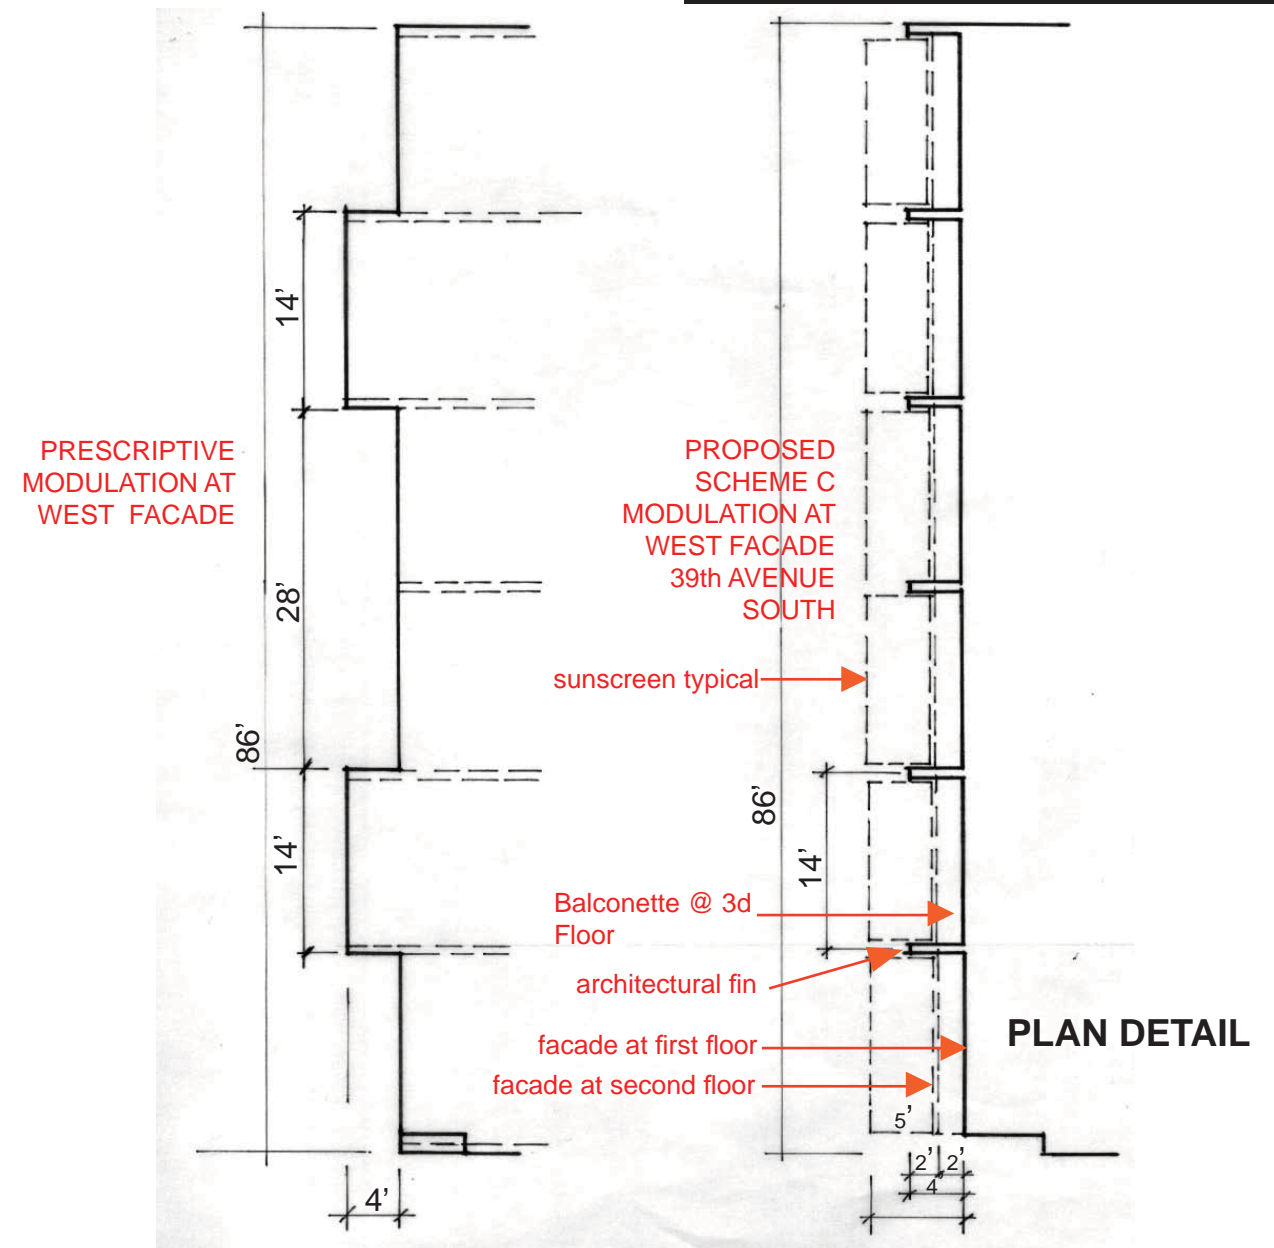 14’
PRESCRIPTIVE
MODULATION AT
WEST FACADE
28’
86’
14’
4’
PROPOSED
SCHEME C
MODULATION AT
WEST FACADE
39th AVENUE
SOUTH
sunscreen typical
86’
14’
Balconette @ 3d
Floor
architectural fin
facade at first floor
facade at second floor
PLAN DETAIL
5’
2’ 2’
4